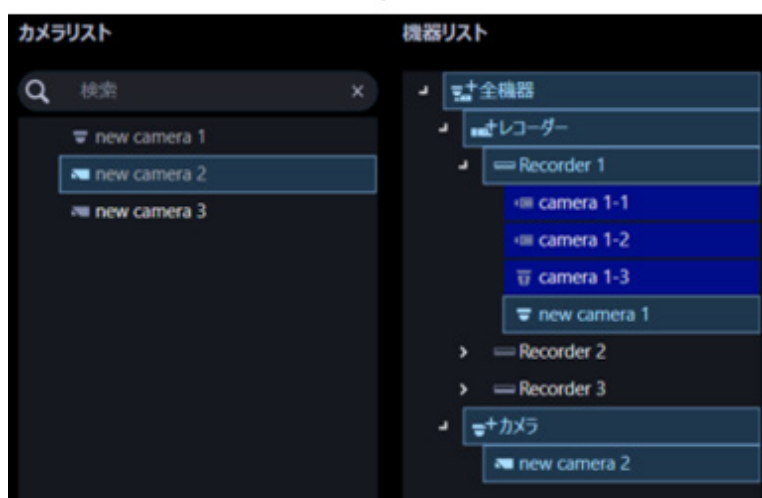 カメラリスト
検索
new camera 1
new camera 2
new camera 3
機器リスト
全機器
レコーダー
Recorder 1
camera 1-1
camera 1-2
camera 1-3
new camera 1
Recorder 2
Recorder 3
カメラ
new camera 2